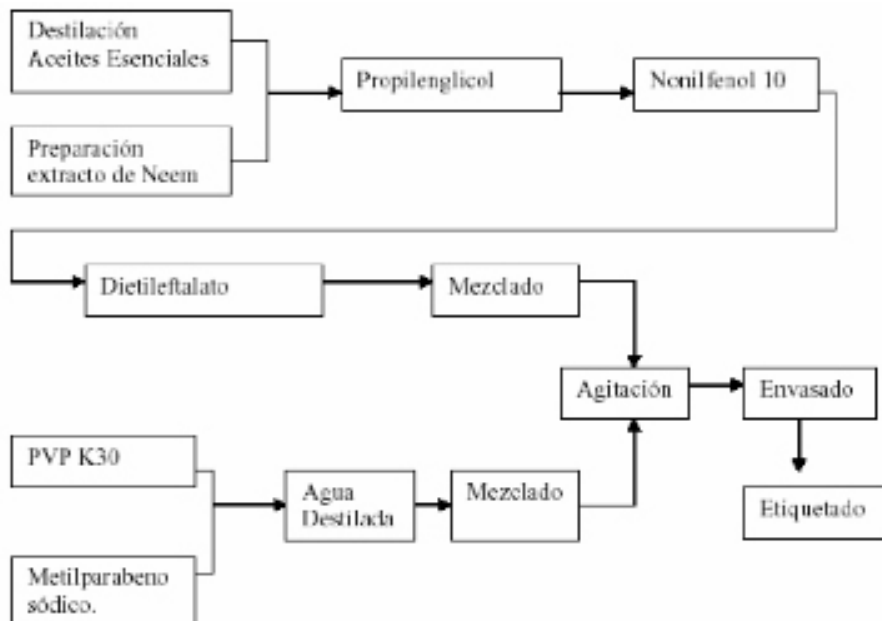 Destilación
Aceites Esenciales
Propilenglicol
Nonilfenol 10
Preparación
extracto de Neem
Dietileftalato
Mezclado
Agitación
Envasado
PVP K30
Agua
Destilada
Mezclado
Etiquetado
Metilparabeno
sódico.